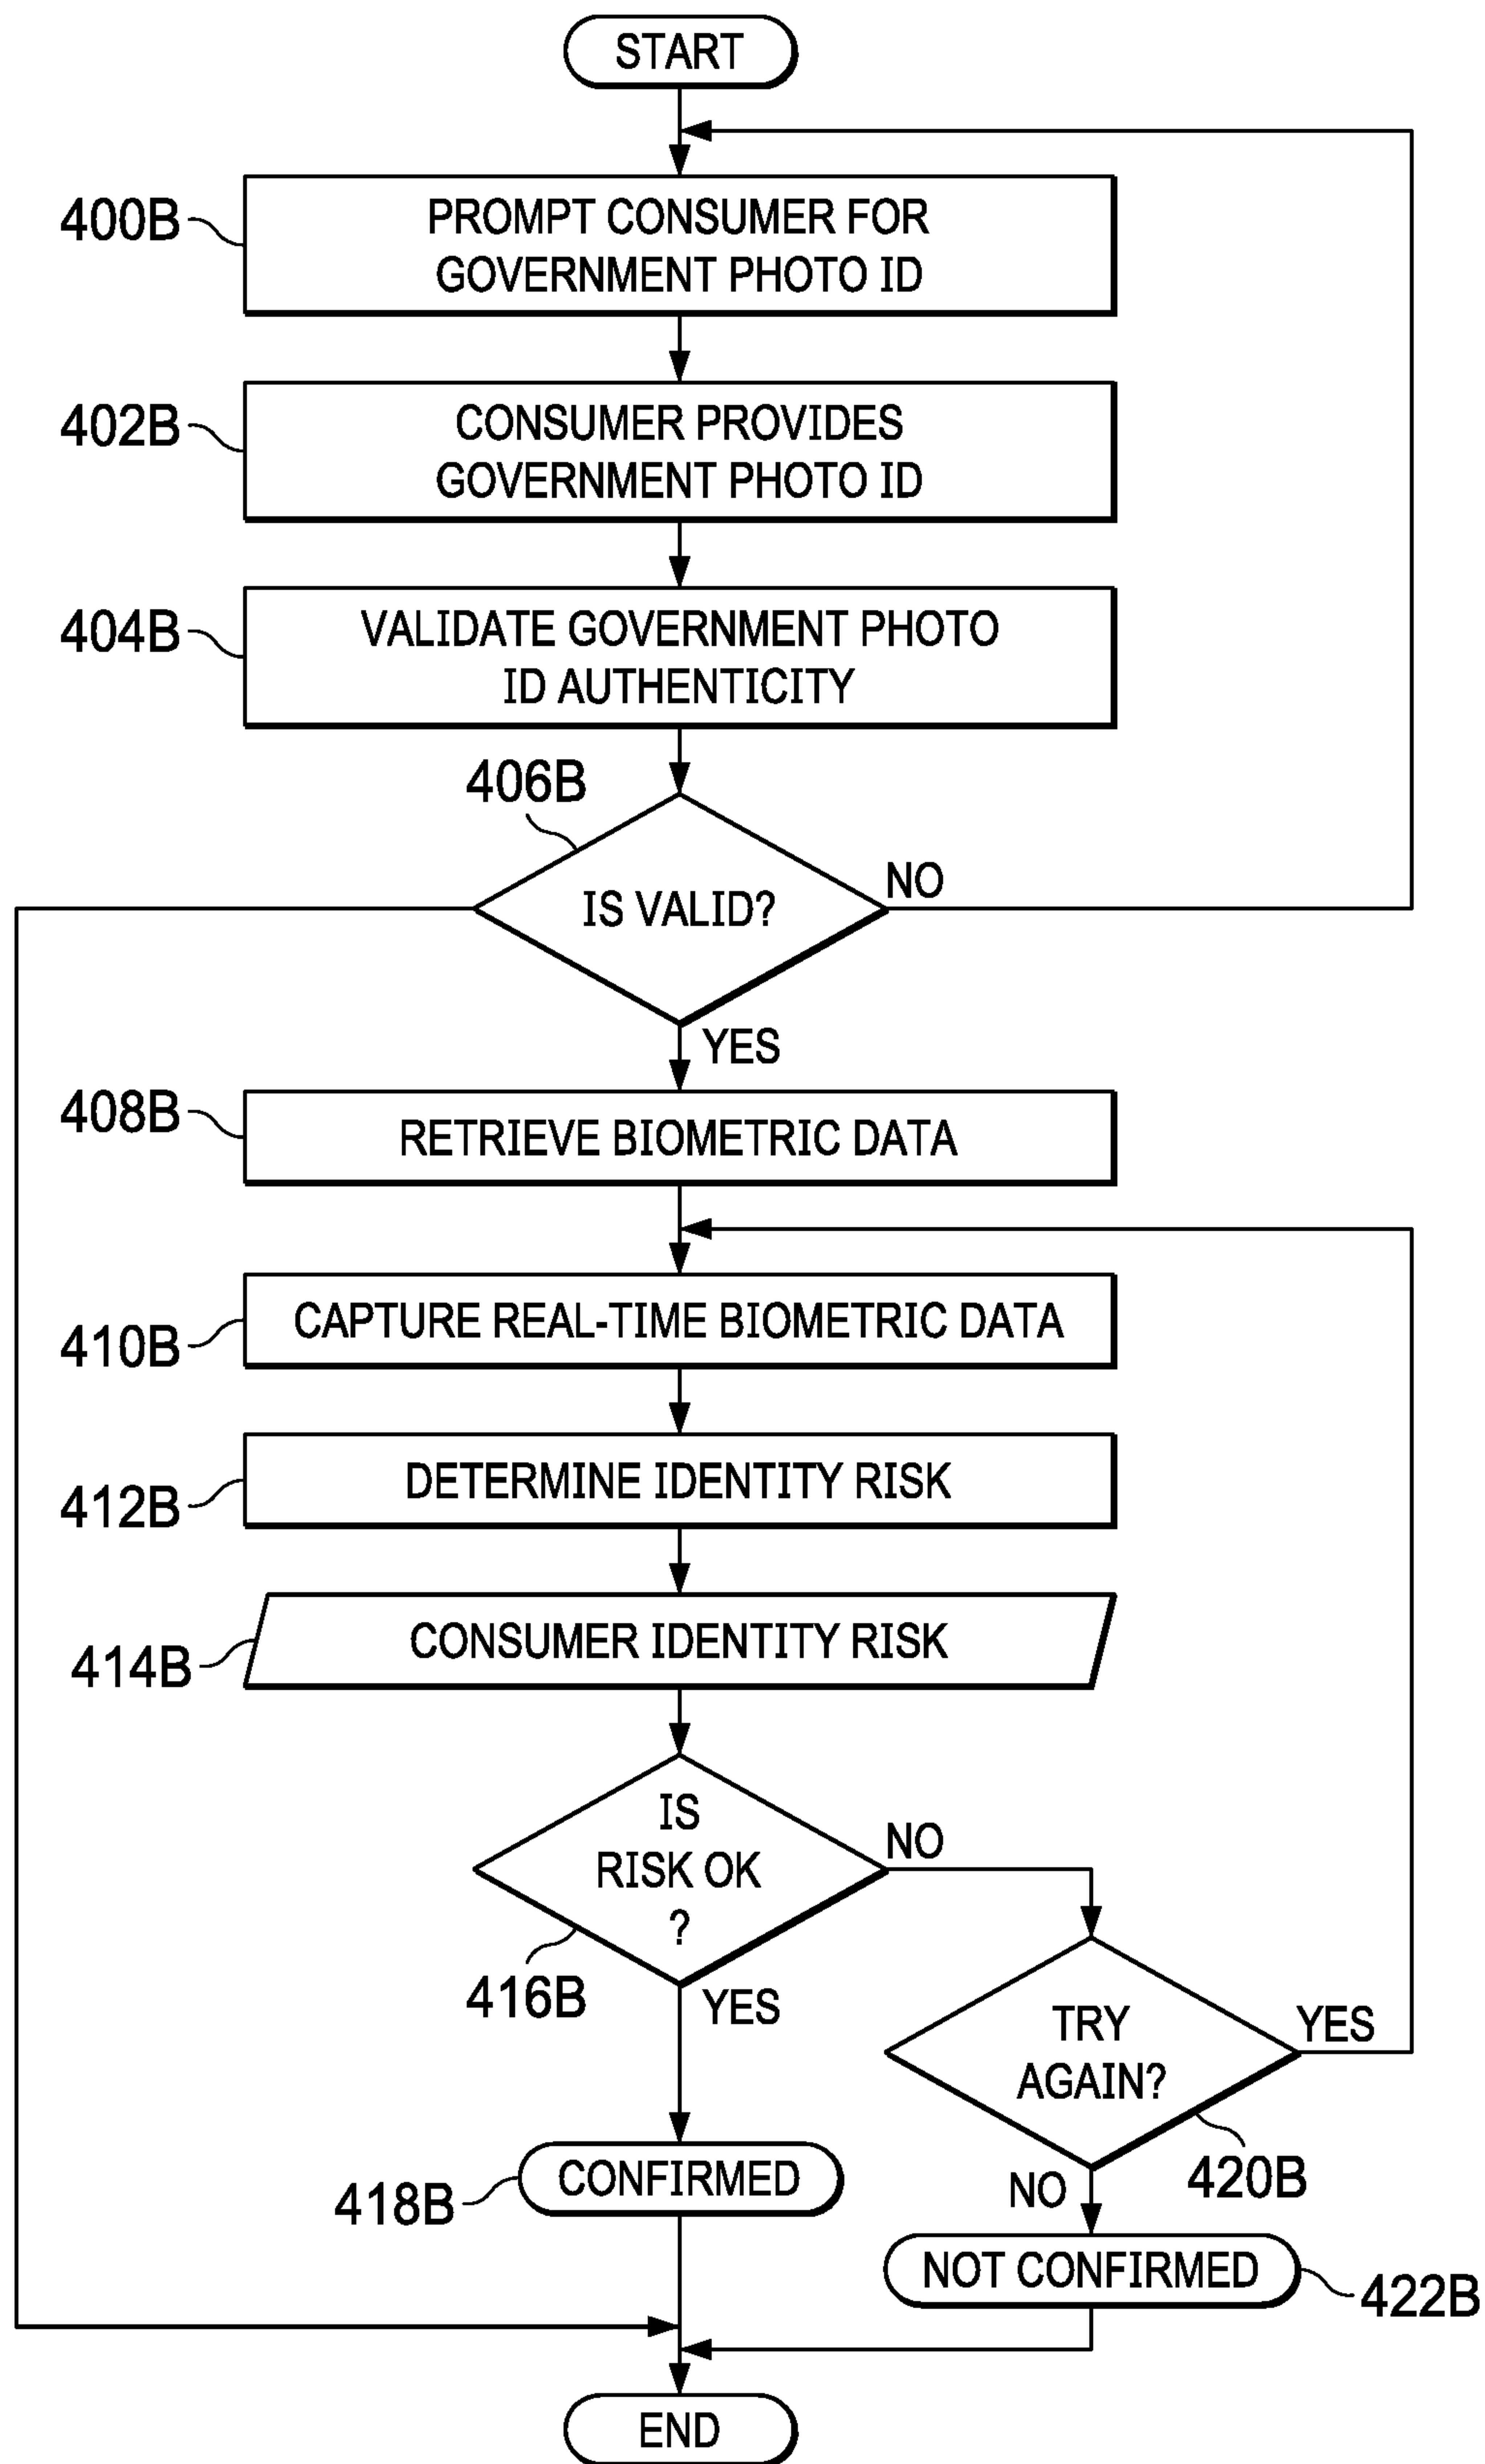 START
400B
PROMPT CONSUMER FOR
GOVERNMENT PHOTO ID
402B
CONSUMER PROVIDES
GOVERNMENT PHOTO ID
404B
VALIDATE GOVERNMENT PHOTO
ID AUTHENTICITY
406B
IS VALID?
NO
YES
408B
RETRIEVE BIOMETRIC DATA
410B
CAPTURE REAL-TIME BIOMETRIC DATA
412B
DETERMINE IDENTITY RISK
414B
CONSUMER IDENTITY RISK
IS
RISK OK
?
NO
416B
YES
TRY
AGAIN?
YES
420B
NO
418B
CONFIRMED
NOT CONFIRMED
422B
END